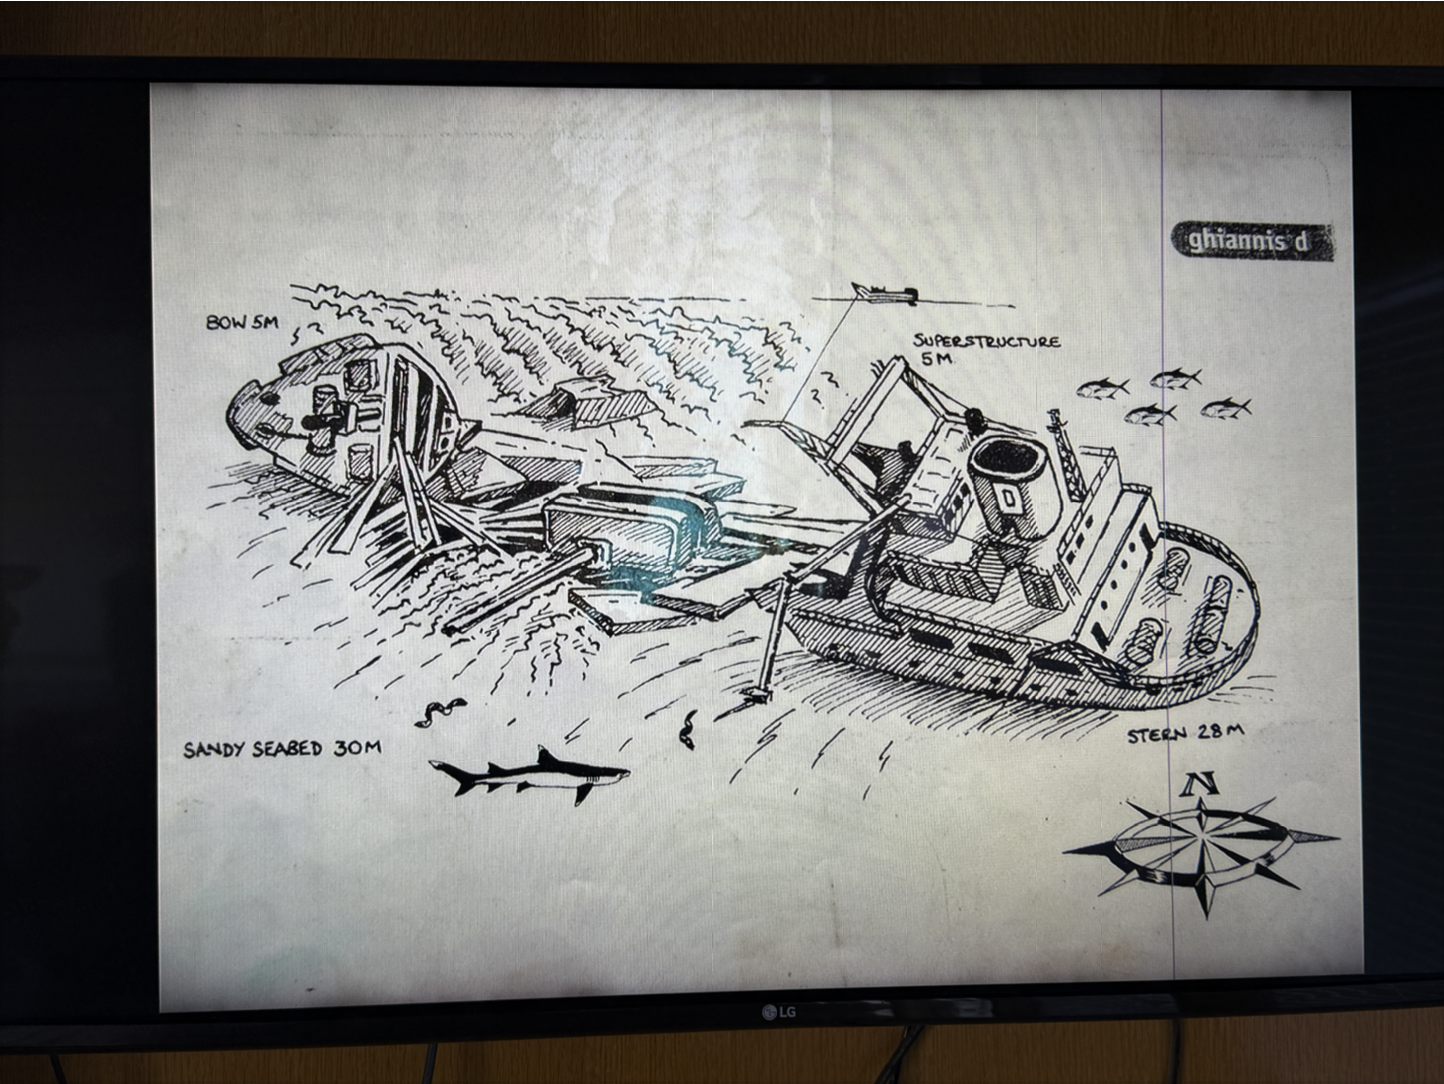 ghiannis d
BOW 5M
SUPERSTRUCTURE
5M
STERN 28M
SANDY SEABED 30M
N
LG